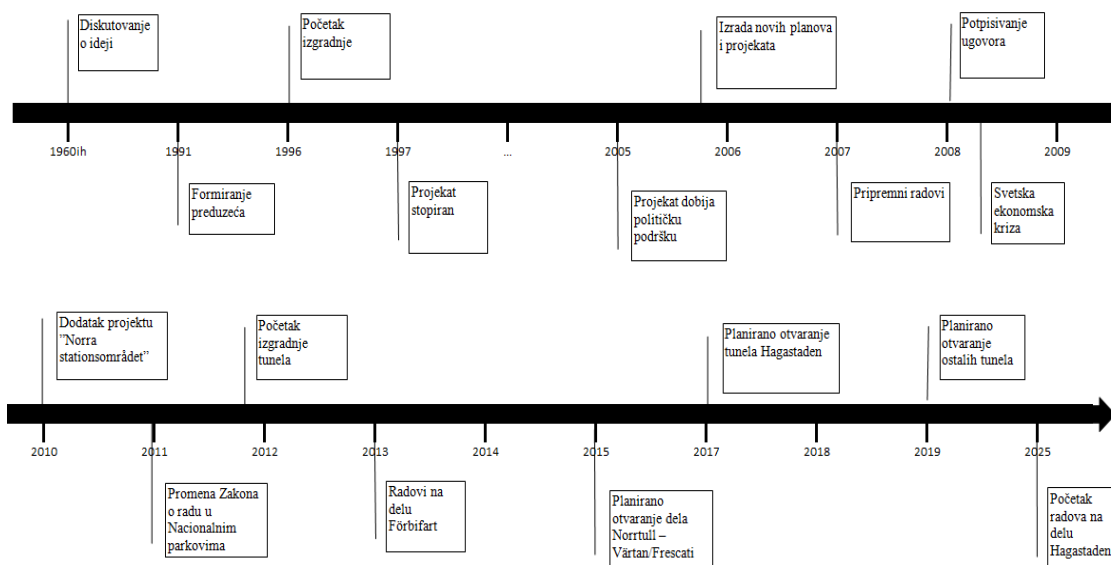 Diskutovanje
o ideji
Početak
izgradnje
Izrada novih planova
i projekata
Potpisivanje
ugovora
1960ih
1991
1996
1997
...
2005
2006
2007
2008
2009
Formiranje
preduzeća
Projekat
stopiran
Projekat dobija
političku
podršku
Pripremni radovi
Svetska
ekonomska
kriza
Dodatak projektu
"Norra
stationsområdet"
Početak
izgradnje
tunela
Planirano otvaranje
tunela Hagastaden
Planirano
otvaranje
ostalih tunela
2010
2011
2012
2013
2014
2015
2017
2018
2019
2025
Promena Zakona
o radu u
Nacionalnim
parkovima
Radovi na
delu
Förbifart
Planirano
otvaranje dela
Norrtull –
Värtan/Frescati
Početak
radova na
delu
Hagastaden